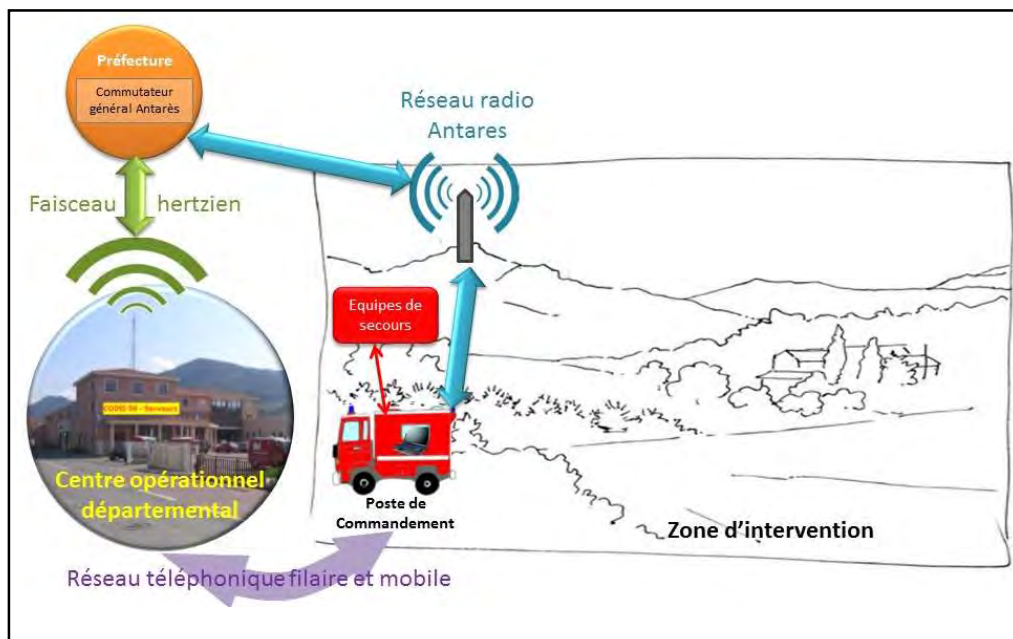 Préfecture
Commutateur
général Antarès
Réseau radio
Antares
Faisceau hertzien
Equipes de
secours
Centre opérationnel
départemental
Poste de
Commandement
Zone d'intervention
Réseau téléphonique filaire et mobile